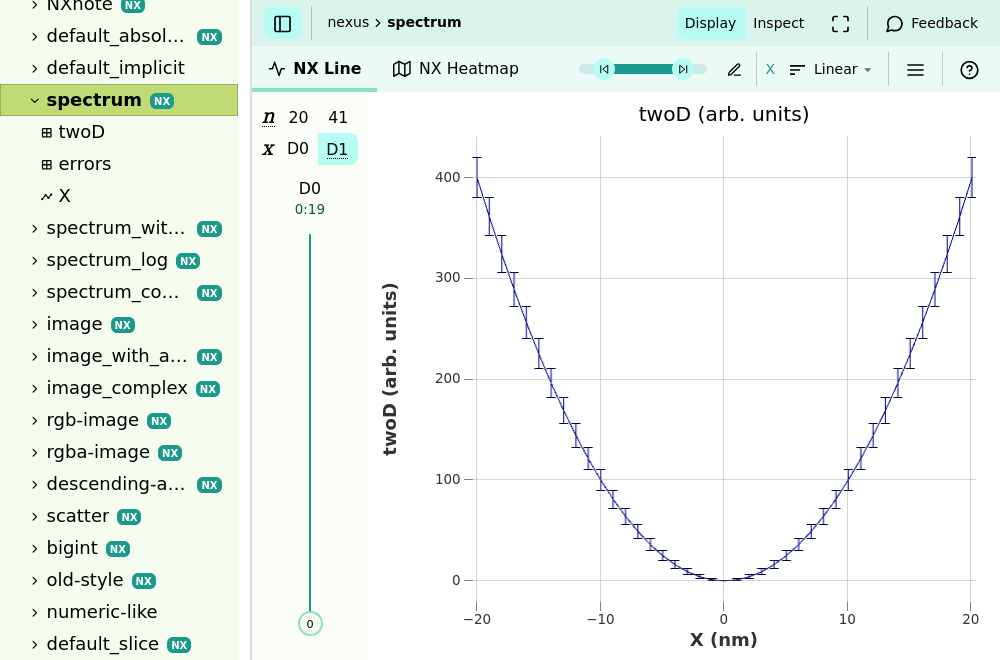 NXnote NX
default_absol... NX
default_implicit
spectrum NX
twoD
errors
X
spectrum_wit... NX
spectrum_log NX
spectrum_co... NX
image NX
image_with_a... NX
image_complex NX
rgb-image NX
rgba-image NX
descending-a... NX
scatter NX
bigint NX
old-style NX
numeric-like
default_slice NX
nexus › spectrum
Display Inspect Feedback
NX Line NX Heatmap X Linear
n 20 41
x D0 D1
D0
0:19
0
twoD (arb. units)
twoD (arb. units)
400
300
200
100
0
−20 −10 0 10 20
X (nm)